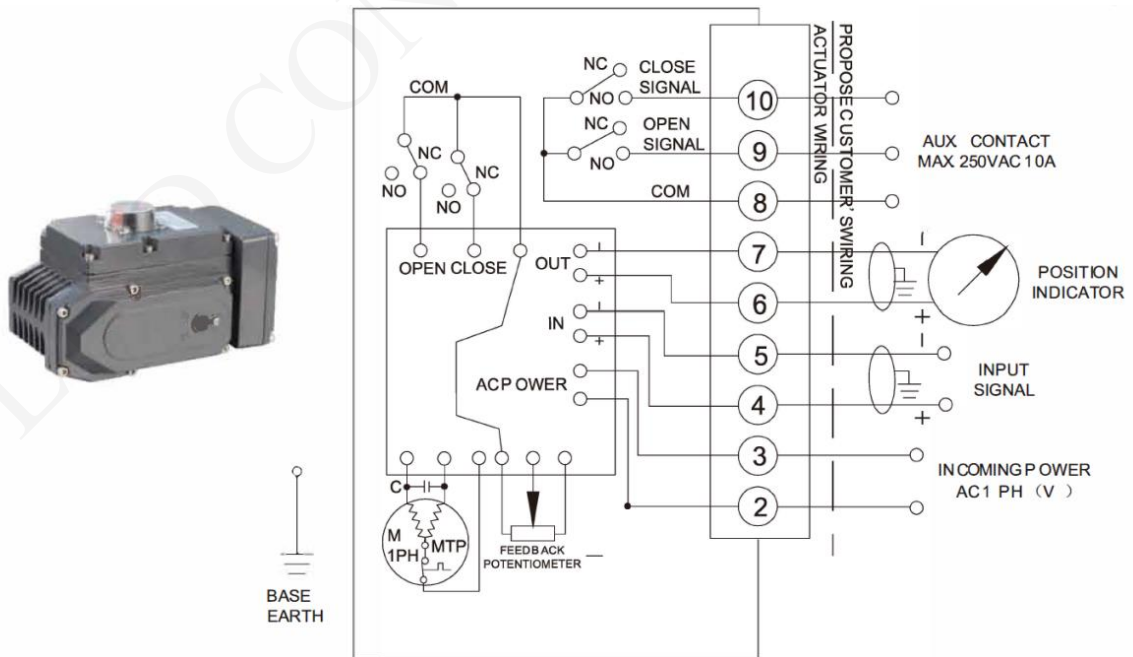 COM
NC
NO
NC
NO
OPEN CLOSE
NC
CLOSE
SIGNAL
NO
NC
OPEN
SIGNAL
NO
COM
10
9
8
7
6
5
4
3
2
ACTUATOR WIRING
PROPOSE CUSTOMER' SWIRING
AUX CONTACT
MAX 250VAC 10A
OUT
-
+
IN
-
+
ACP OWER
-
+
POSITION
INDICATOR
-
+
INPUT
SIGNAL
INCOMING P OWER
AC1 PH (V )
C
M
1PH
MTP
FEEDBACK
POTENTIOMETER
BASE
EARTH